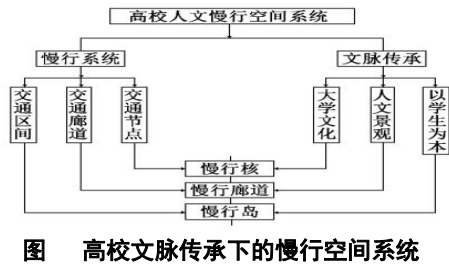 高校人文慢行空间系统
慢行系统
文脉传承
交通区间
交通廊道
交通节点
大学文化
人文景观
以学生为本
慢行核
慢行廊道
慢行岛
图 高校文脉传承下的慢行空间系统